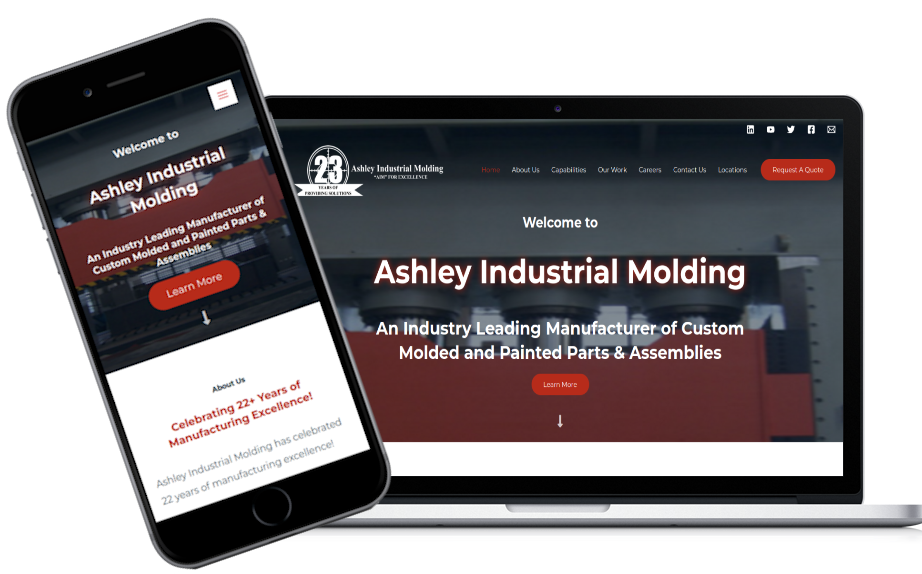 Welcome to
Ashley Industrial
Molding
An Industry Leading Manufacturer of
Custom Molded and Painted Parts &
Assemblies
Learn More
About Us
Celebrating 22+ Years of
Manufacturing Excellence!
Ashley Industrial Molding has celebrated
22 years of manufacturing excellence!
23
YEARS OF
PROVIDING SOLUTIONS
Ashley Industrial Molding
"AIM" FOR EXCELLENCE
Home About Us Capabilities Our Work Careers Contact Us Locations Request A Quote
Welcome to
Ashley Industrial Molding
An Industry Leading Manufacturer of Custom
Molded and Painted Parts & Assemblies
Learn More